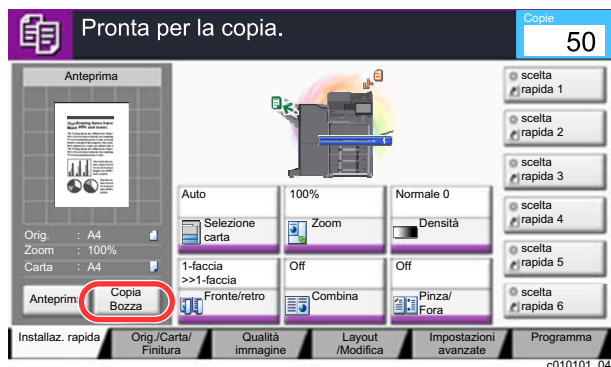 Pronta per la copia.
Copie
50
Anteprima
Orig. : A4
Zoom : 100%
Carta : A4
Anteprim
Copia
Bozza
Auto
Selezione
carta
100%
Zoom
Normale 0
Densità
1-faccia
>>1-faccia
Fronte/retro
Off
Combina
Off
Pinza/
Fora
scelta
rapida 1
scelta
rapida 2
scelta
rapida 3
scelta
rapida 4
scelta
rapida 5
scelta
rapida 6
Installaz. rapida
Orig./Carta/
Finitura
Qualità
immagine
Layout
/Modifica
Impostazioni
avanzate
Programma
c010101_04